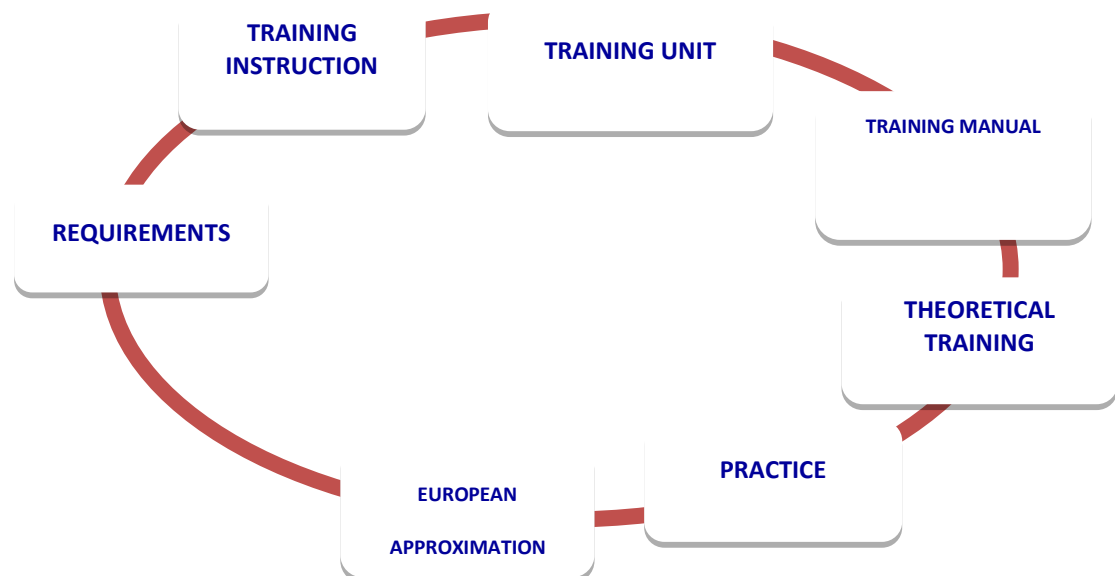 TRAINING
INSTRUCTION
TRAINING UNIT
TRAINING MANUAL
REQUIREMENTS
THEORETICAL
TRAINING
PRACTICE
EUROPEAN
APPROXIMATION